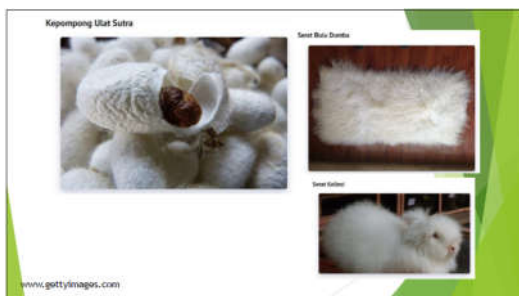 Kepompong Ulat Sutra
Serat Bulu Domba
Serat Kelinci
www.gettyimages.com